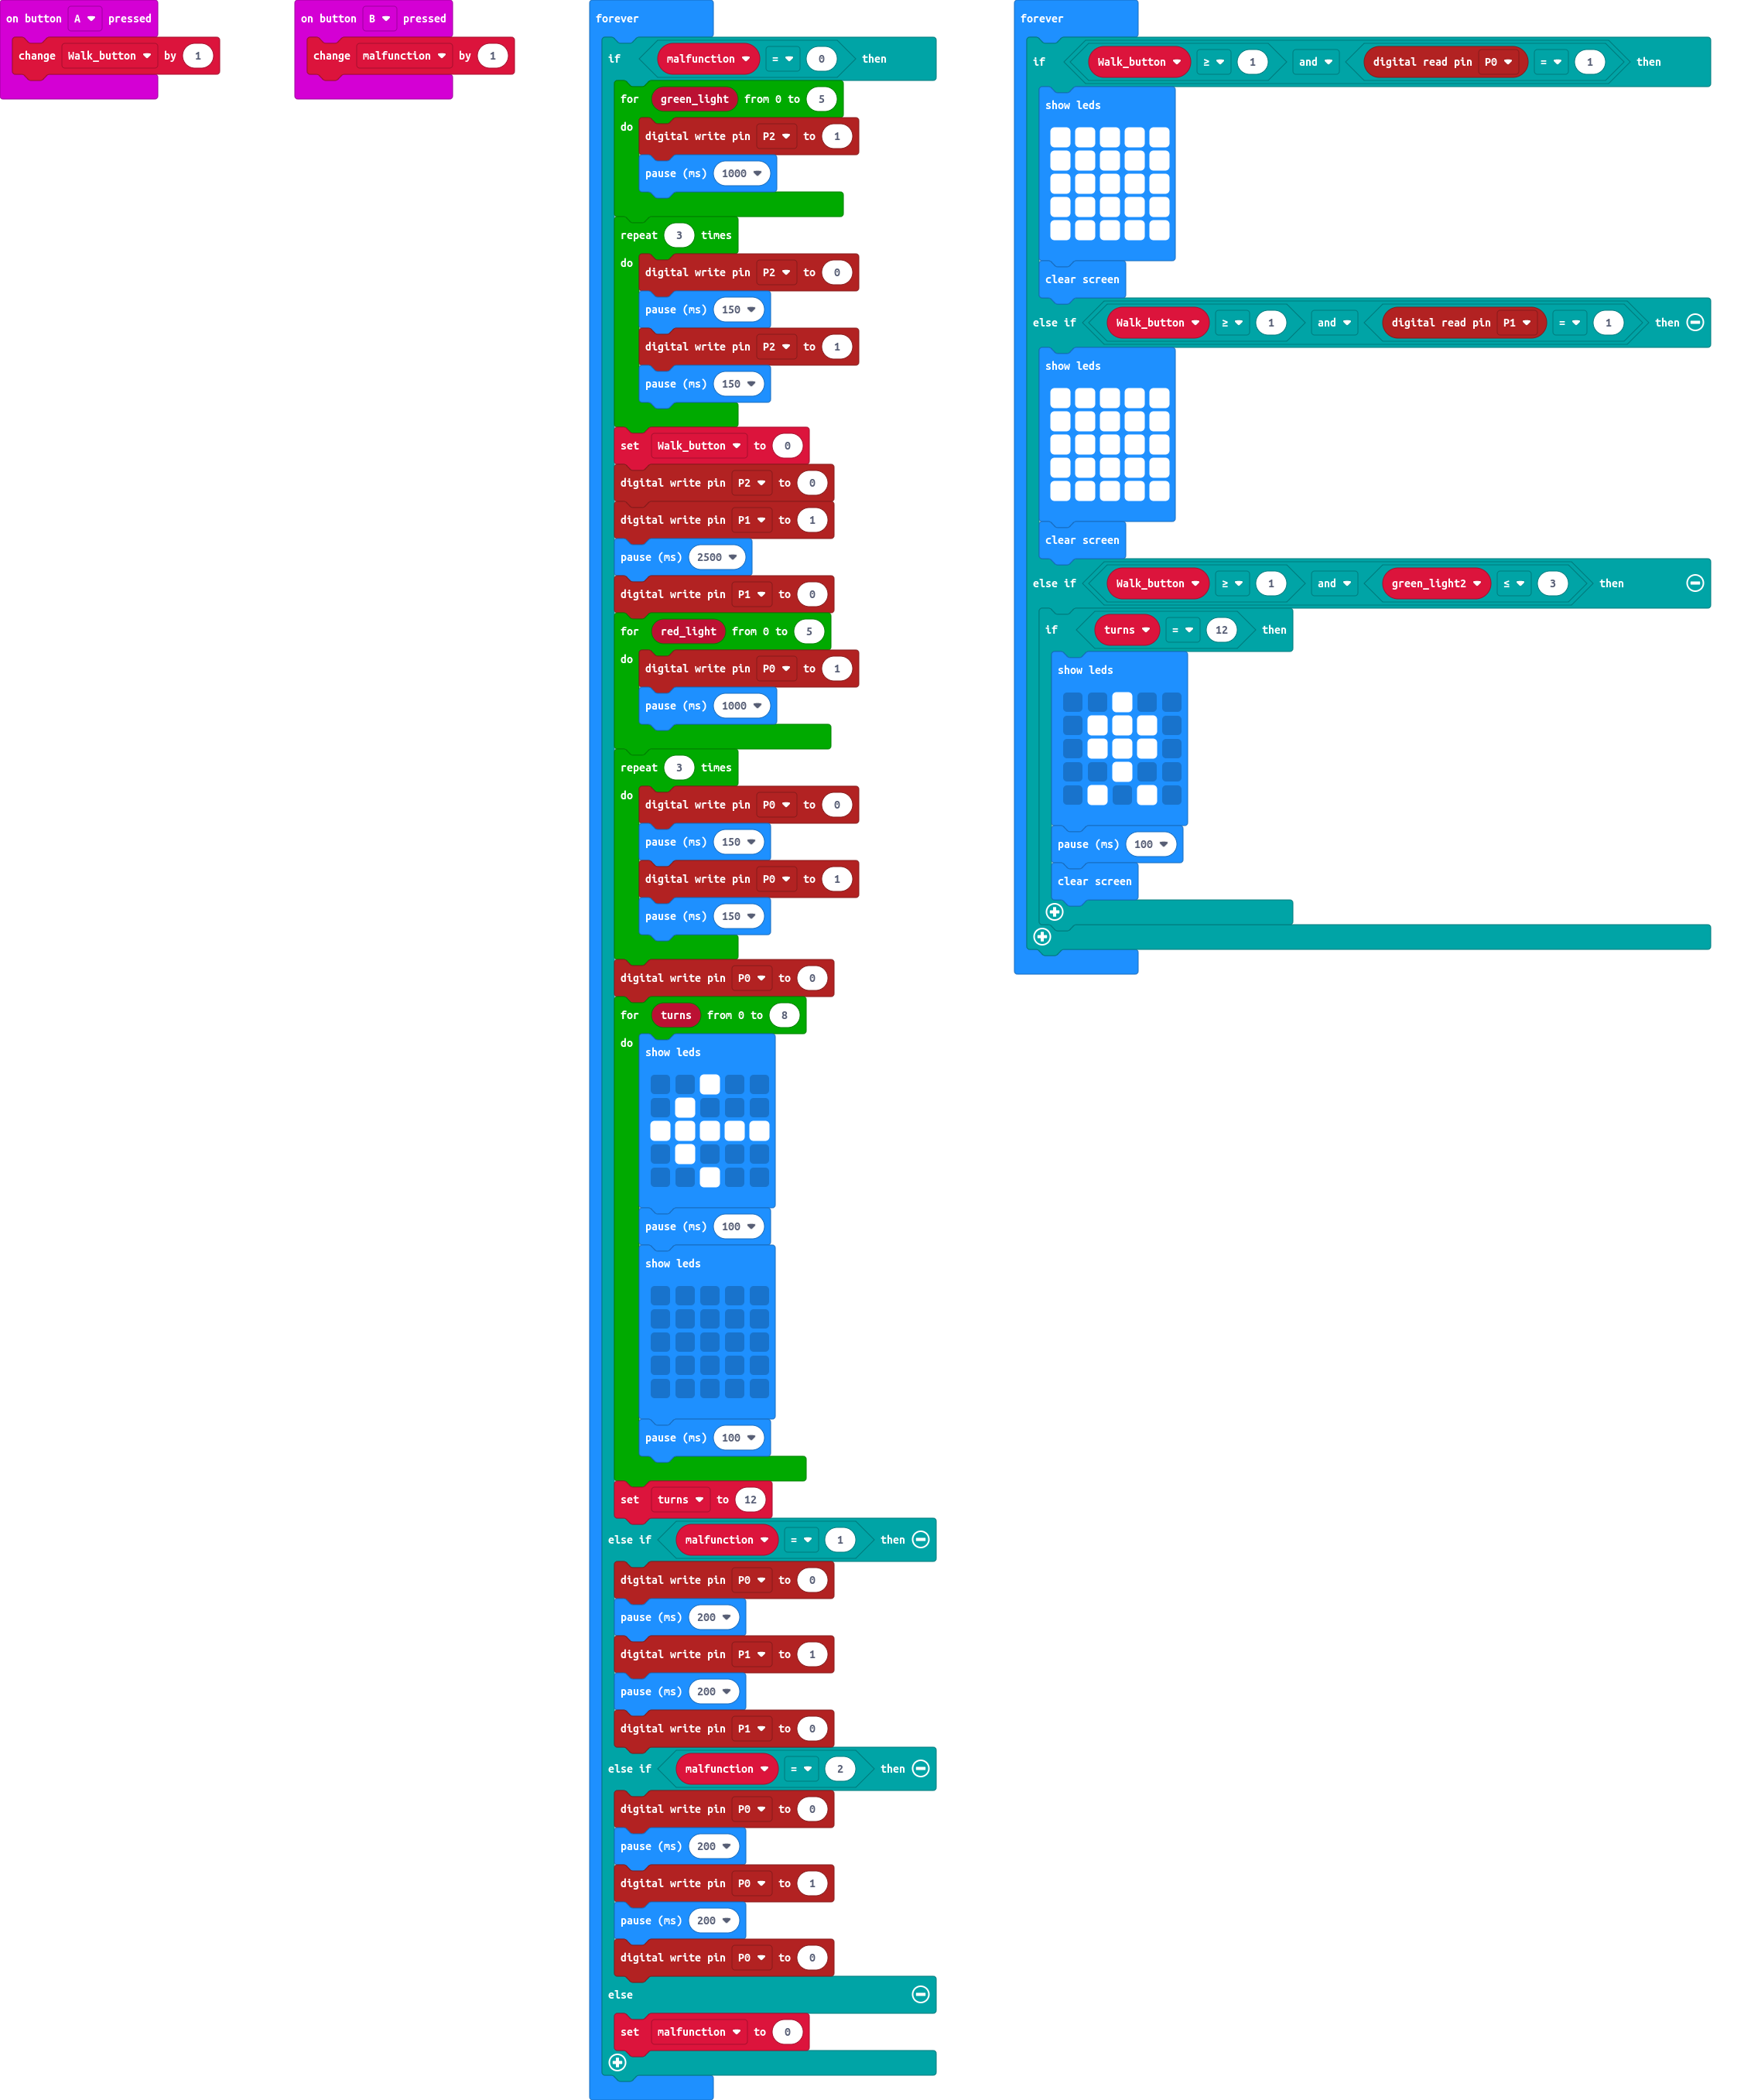 on button A pressed
change Walk_button by 1
on button B pressed
change malfunction by 1
forever
if malfunction = 0 then
for green_light from 0 to 5
do
digital write pin P2 to 1
pause (ms) 1000
repeat 3 times
do
digital write pin P2 to 0
pause (ms) 150
digital write pin P2 to 1
pause (ms) 150
set Walk_button to 0
digital write pin P2 to 0
digital write pin P1 to 1
pause (ms) 2500
digital write pin P1 to 0
for red_light from 0 to 5
do
digital write pin P0 to 1
pause (ms) 1000
repeat 3 times
do
digital write pin P0 to 0
pause (ms) 150
digital write pin P0 to 1
pause (ms) 150
digital write pin P0 to 0
for turns from 0 to 8
do
show leds
pause (ms) 100
show leds
pause (ms) 100
set turns to 12
else if malfunction = 1 then
digital write pin P0 to 0
pause (ms) 200
digital write pin P1 to 1
pause (ms) 200
digital write pin P1 to 0
else if malfunction = 2 then
digital write pin P0 to 0
pause (ms) 200
digital write pin P0 to 1
pause (ms) 200
digital write pin P0 to 0
else
set malfunction to 0
forever
if Walk_button ≥ 1 and digital read pin P0 = 1 then
show leds
clear screen
else if Walk_button ≥ 1 and digital read pin P1 = 1 then
show leds
clear screen
else if Walk_button ≥ 1 and green_light2 ≤ 3 then
if turns = 12 then
show leds
pause (ms) 100
clear screen